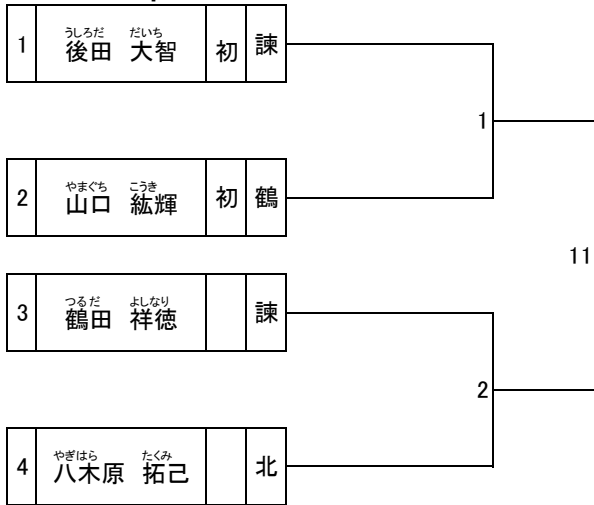 うしろだ だいち
1 後田 大智 初 諫
1
やまぐち こうき
2 山口 紘輝 初 鶴
11
つるだ よしなり
3 鶴田 祥徳 諫
2
やぎはら たくみ
4 八木原 拓己 北